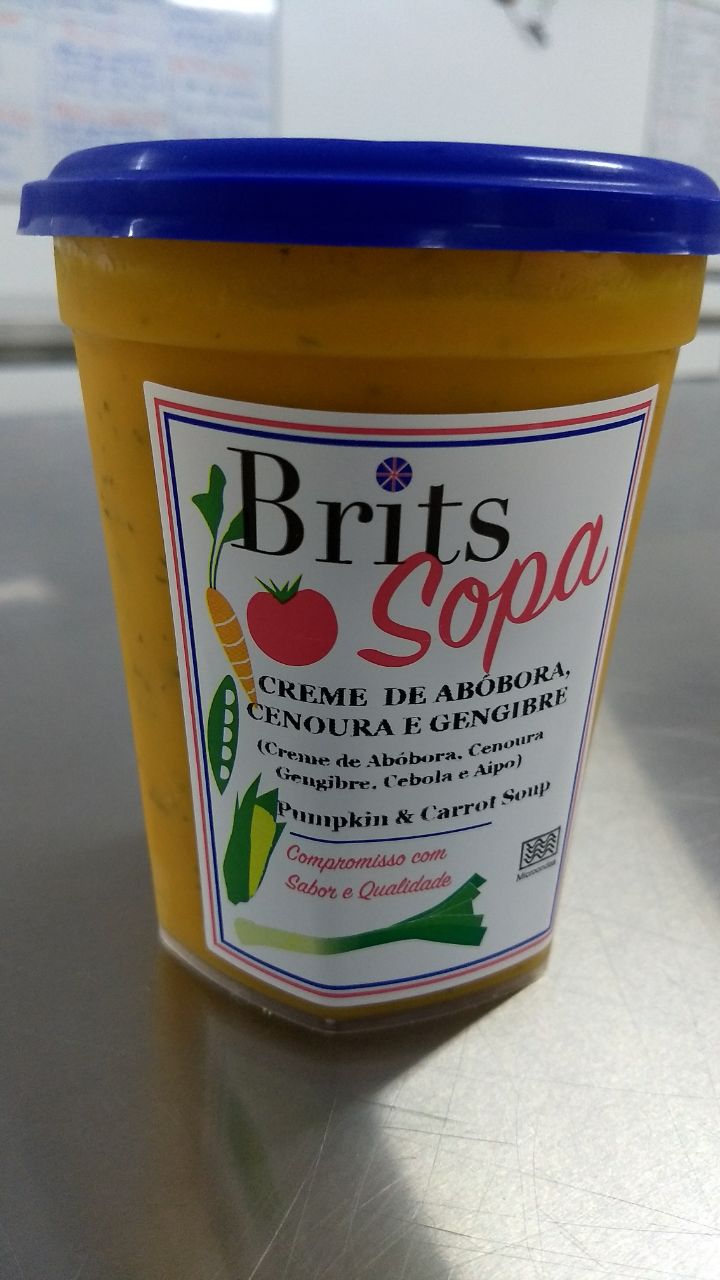 Brits
Sopa
CREME DE ABÓBORA,
CENOURA E GENGIBRE
(Creme de Abóbora, Cenoura
Gengibre, Cebola e Aipo)
Pumpkin & Carrot Soup
Compromisso com
Sabor e Qualidade
Microondas